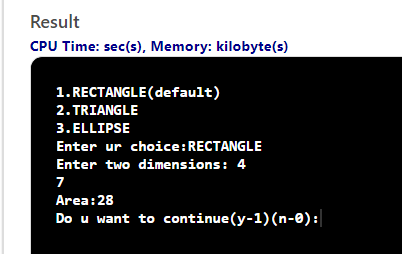 Result
CPU Time: sec(s), Memory: kilobyte(s)
1.RECTANGLE(default)
2.TRIANGLE
3.ELLIPSE
Enter ur choice:RECTANGLE
Enter two dimensions: 4
7
Area:28
Do u want to continue(y-1)(n-0):